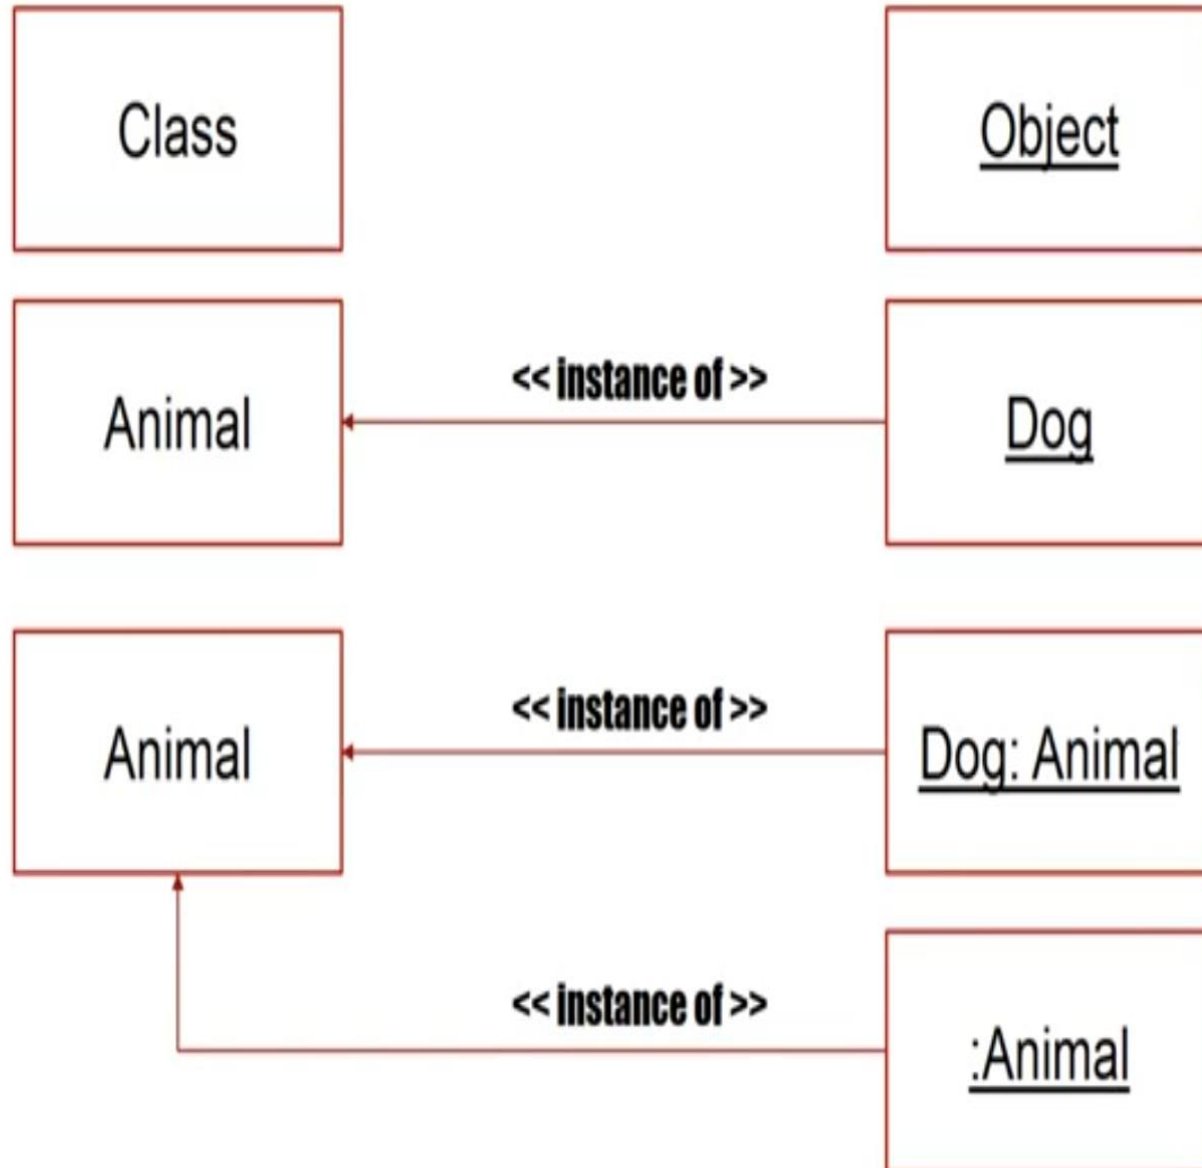 Class
Object
Animal
<< instance of >>
Dog
Animal
<< instance of >>
Dog: Animal
<< instance of >>
:Animal